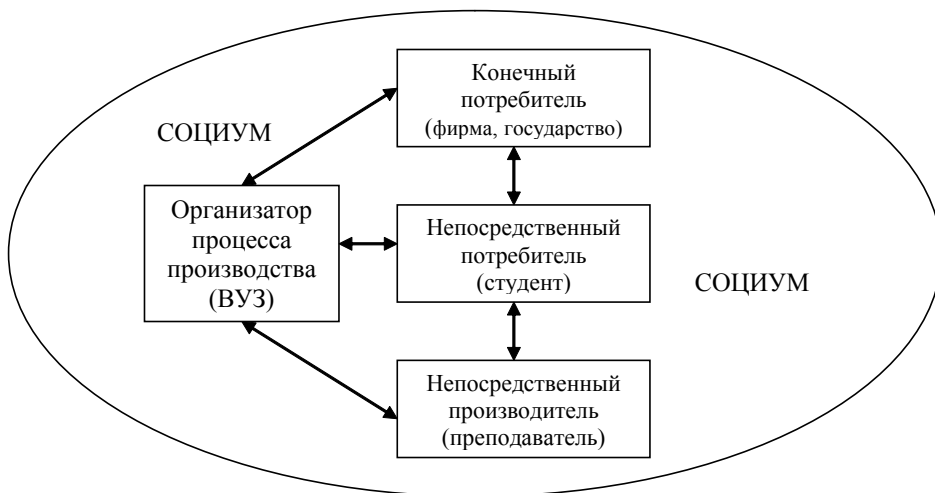 Конечный
потребитель
(фирма, государство)
СОЦИУМ
Организатор
процесса
производства
(ВУЗ)
Непосредственный
потребитель
(студент)
СОЦИУМ
Непосредственный
производитель
(преподаватель)